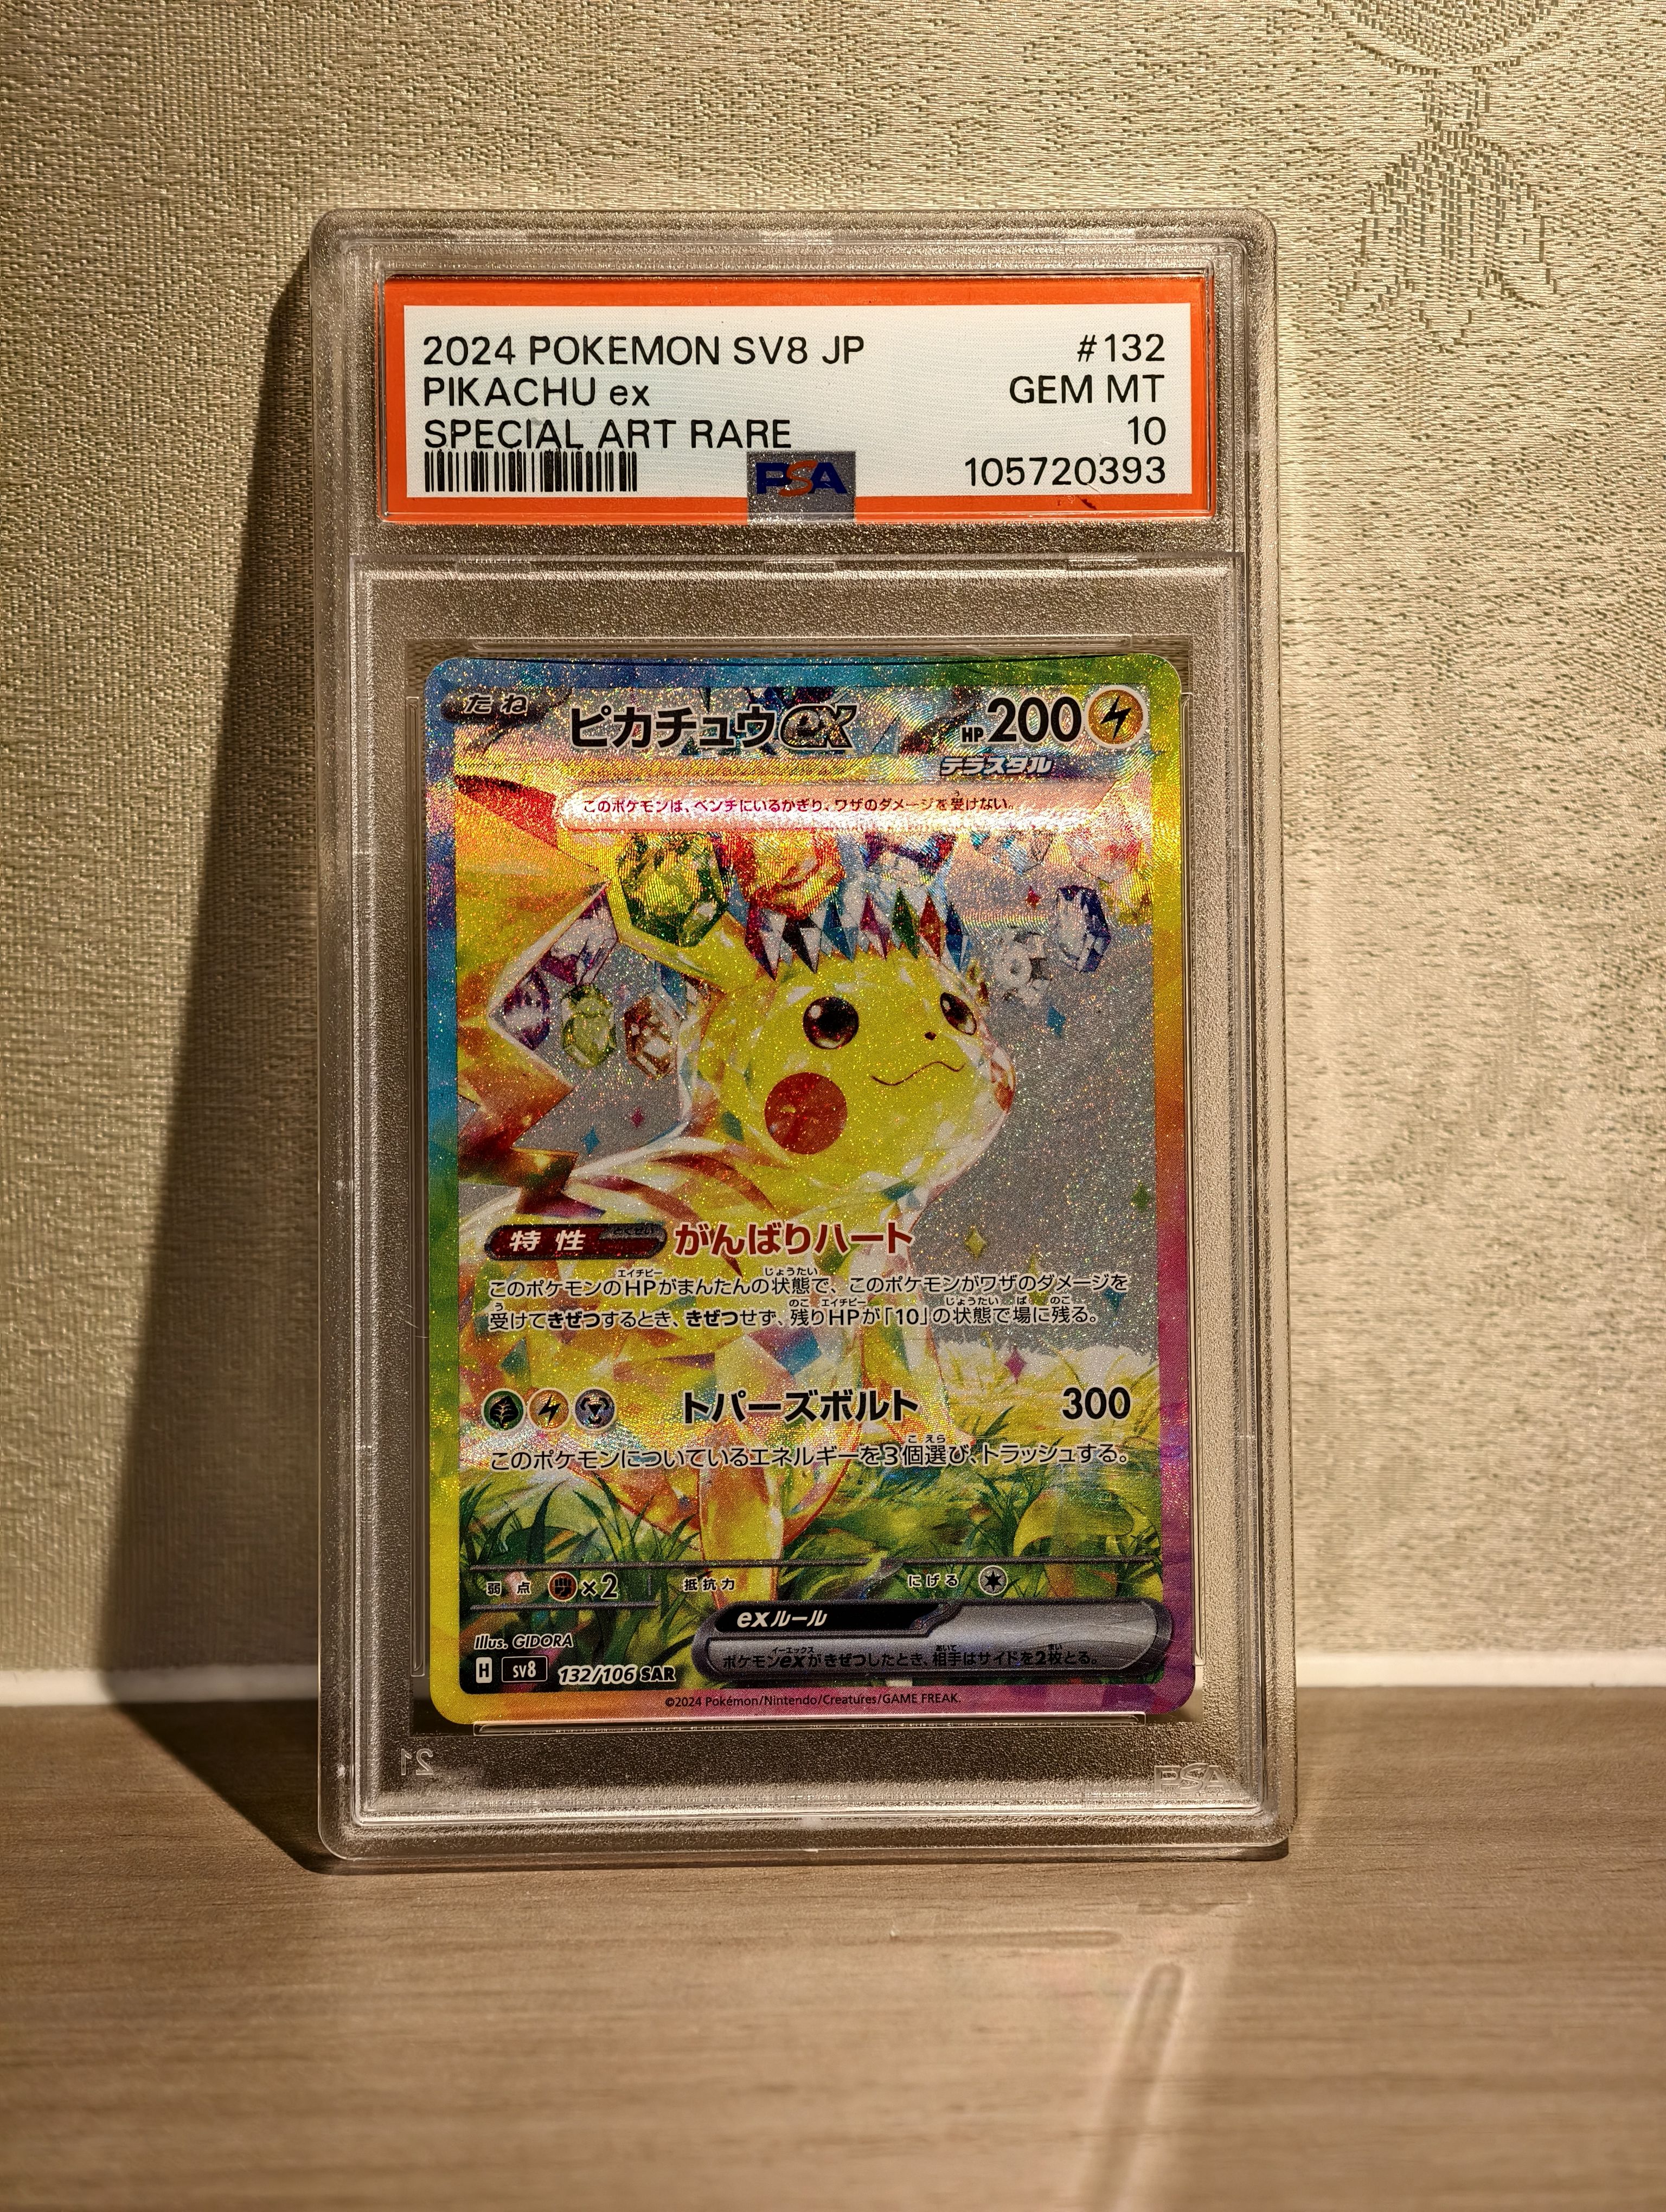 2024 POKEMON SV8 JP #132
PIKACHU ex GEM MT
SPECIAL ART RARE 10
PSA 105720393
たね ピカチュウex HP200
テラスタル
このポケモンは、ベンチにいるかぎり、ワザのダメージを受けない。
特性 とくせい がんばりハート
このポケモンのHPがまんたんの状態で、このポケモンがワザのダメージを
受けてきぜつするとき、きぜつせず、残りHPが「10」の状態で場に残る。
トパーズボルト 300
このポケモンについているエネルギーを3個選び、トラッシュする。
弱点 ×2 抵抗力 にげる
exルール
ポケモンexがきぜつしたとき、相手はサイドを2枚とる。
Illus. GIDORA
H sv8 132/106 SAR
©2024 Pokémon/Nintendo/Creatures/GAME FREAK.
21 PSA